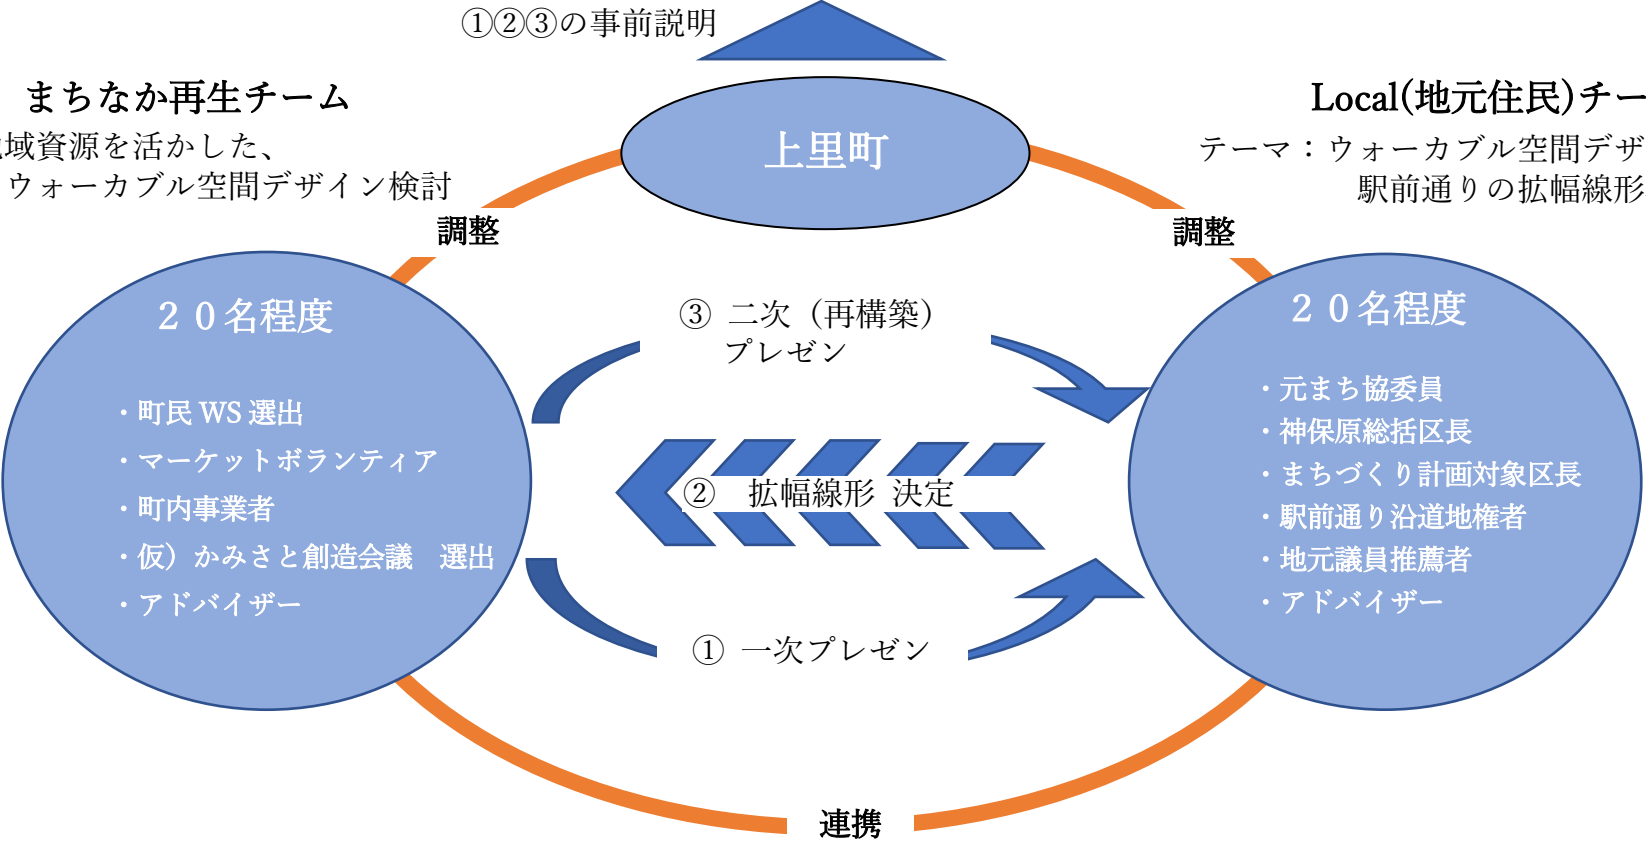 ①②③の事前説明
上里町
まちなか再生チーム
域資源を活かした、
ウォーカブル空間デザイン検討
Local(地元住民)チー
テーマ：ウォーカブル空間デザ
駅前通りの拡幅線形
調整
調整
２０名程度
・町民 WS 選出
・マーケットボランティア
・町内事業者
・仮）かみさと創造会議　選出
・アドバイザー
③ 二次（再構築）
プレゼン
② 拡幅線形 決定
① 一次プレゼン
２０名程度
・元まち協委員
・神保原総括区長
・まちづくり計画対象区長
・駅前通り沿道地権者
・地元議員推薦者
・アドバイザー
連携